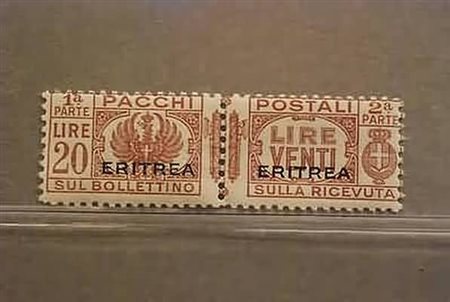 1a PARTE PACCHI POSTALI 2a PARTE
LIRE 20 LIRE VENTI
ERITREA ERITREA
SUL BOLLETTINO SULLA RICEVUTA